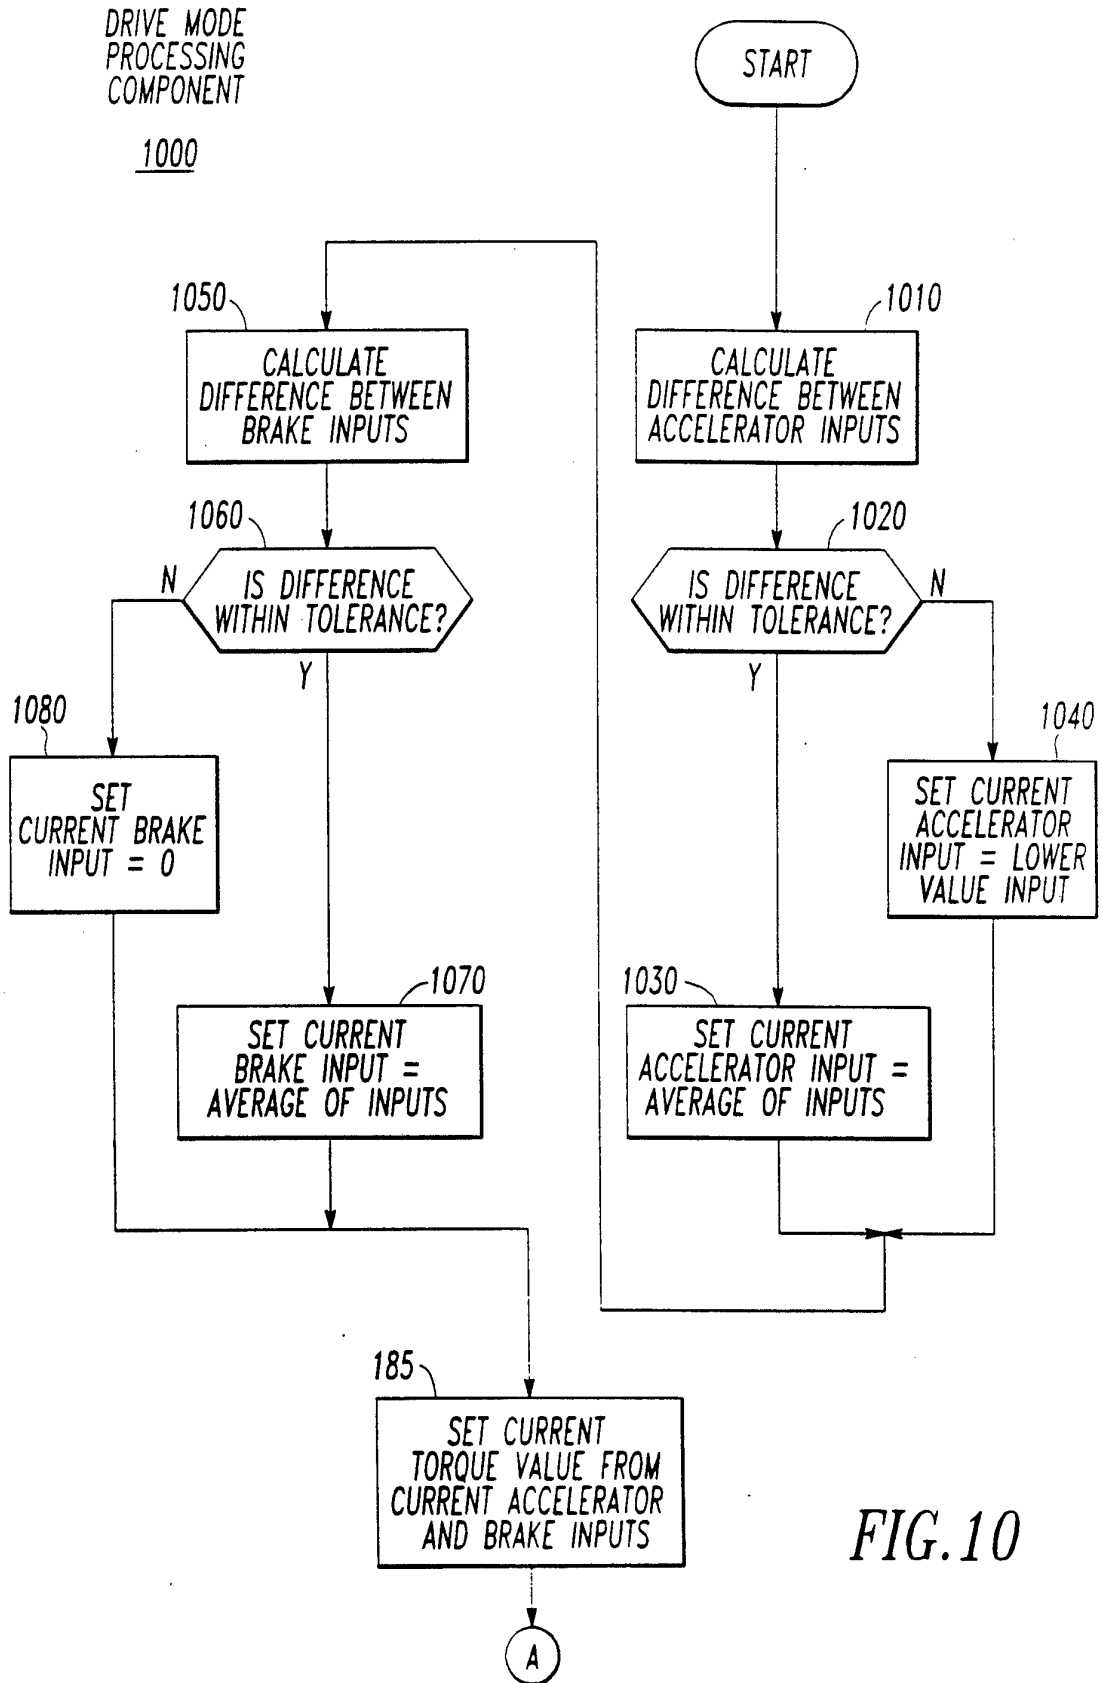 DRIVE MODE
PROCESSING
COMPONENT
1000
START
1010
CALCULATE
DIFFERENCE BETWEEN
ACCELERATOR INPUTS
1020
IS DIFFERENCE
WITHIN TOLERANCE?
N
Y
1040
SET CURRENT
ACCELERATOR
INPUT = LOWER
VALUE INPUT
1030
SET CURRENT
ACCELERATOR INPUT =
AVERAGE OF INPUTS
1050
CALCULATE
DIFFERENCE BETWEEN
BRAKE INPUTS
1060
IS DIFFERENCE
WITHIN TOLERANCE?
N
Y
1080
SET
CURRENT BRAKE
INPUT = 0
1070
SET CURRENT
BRAKE INPUT =
AVERAGE OF INPUTS
185
SET CURRENT
TORQUE VALUE FROM
CURRENT ACCELERATOR
AND BRAKE INPUTS
A
FIG.10